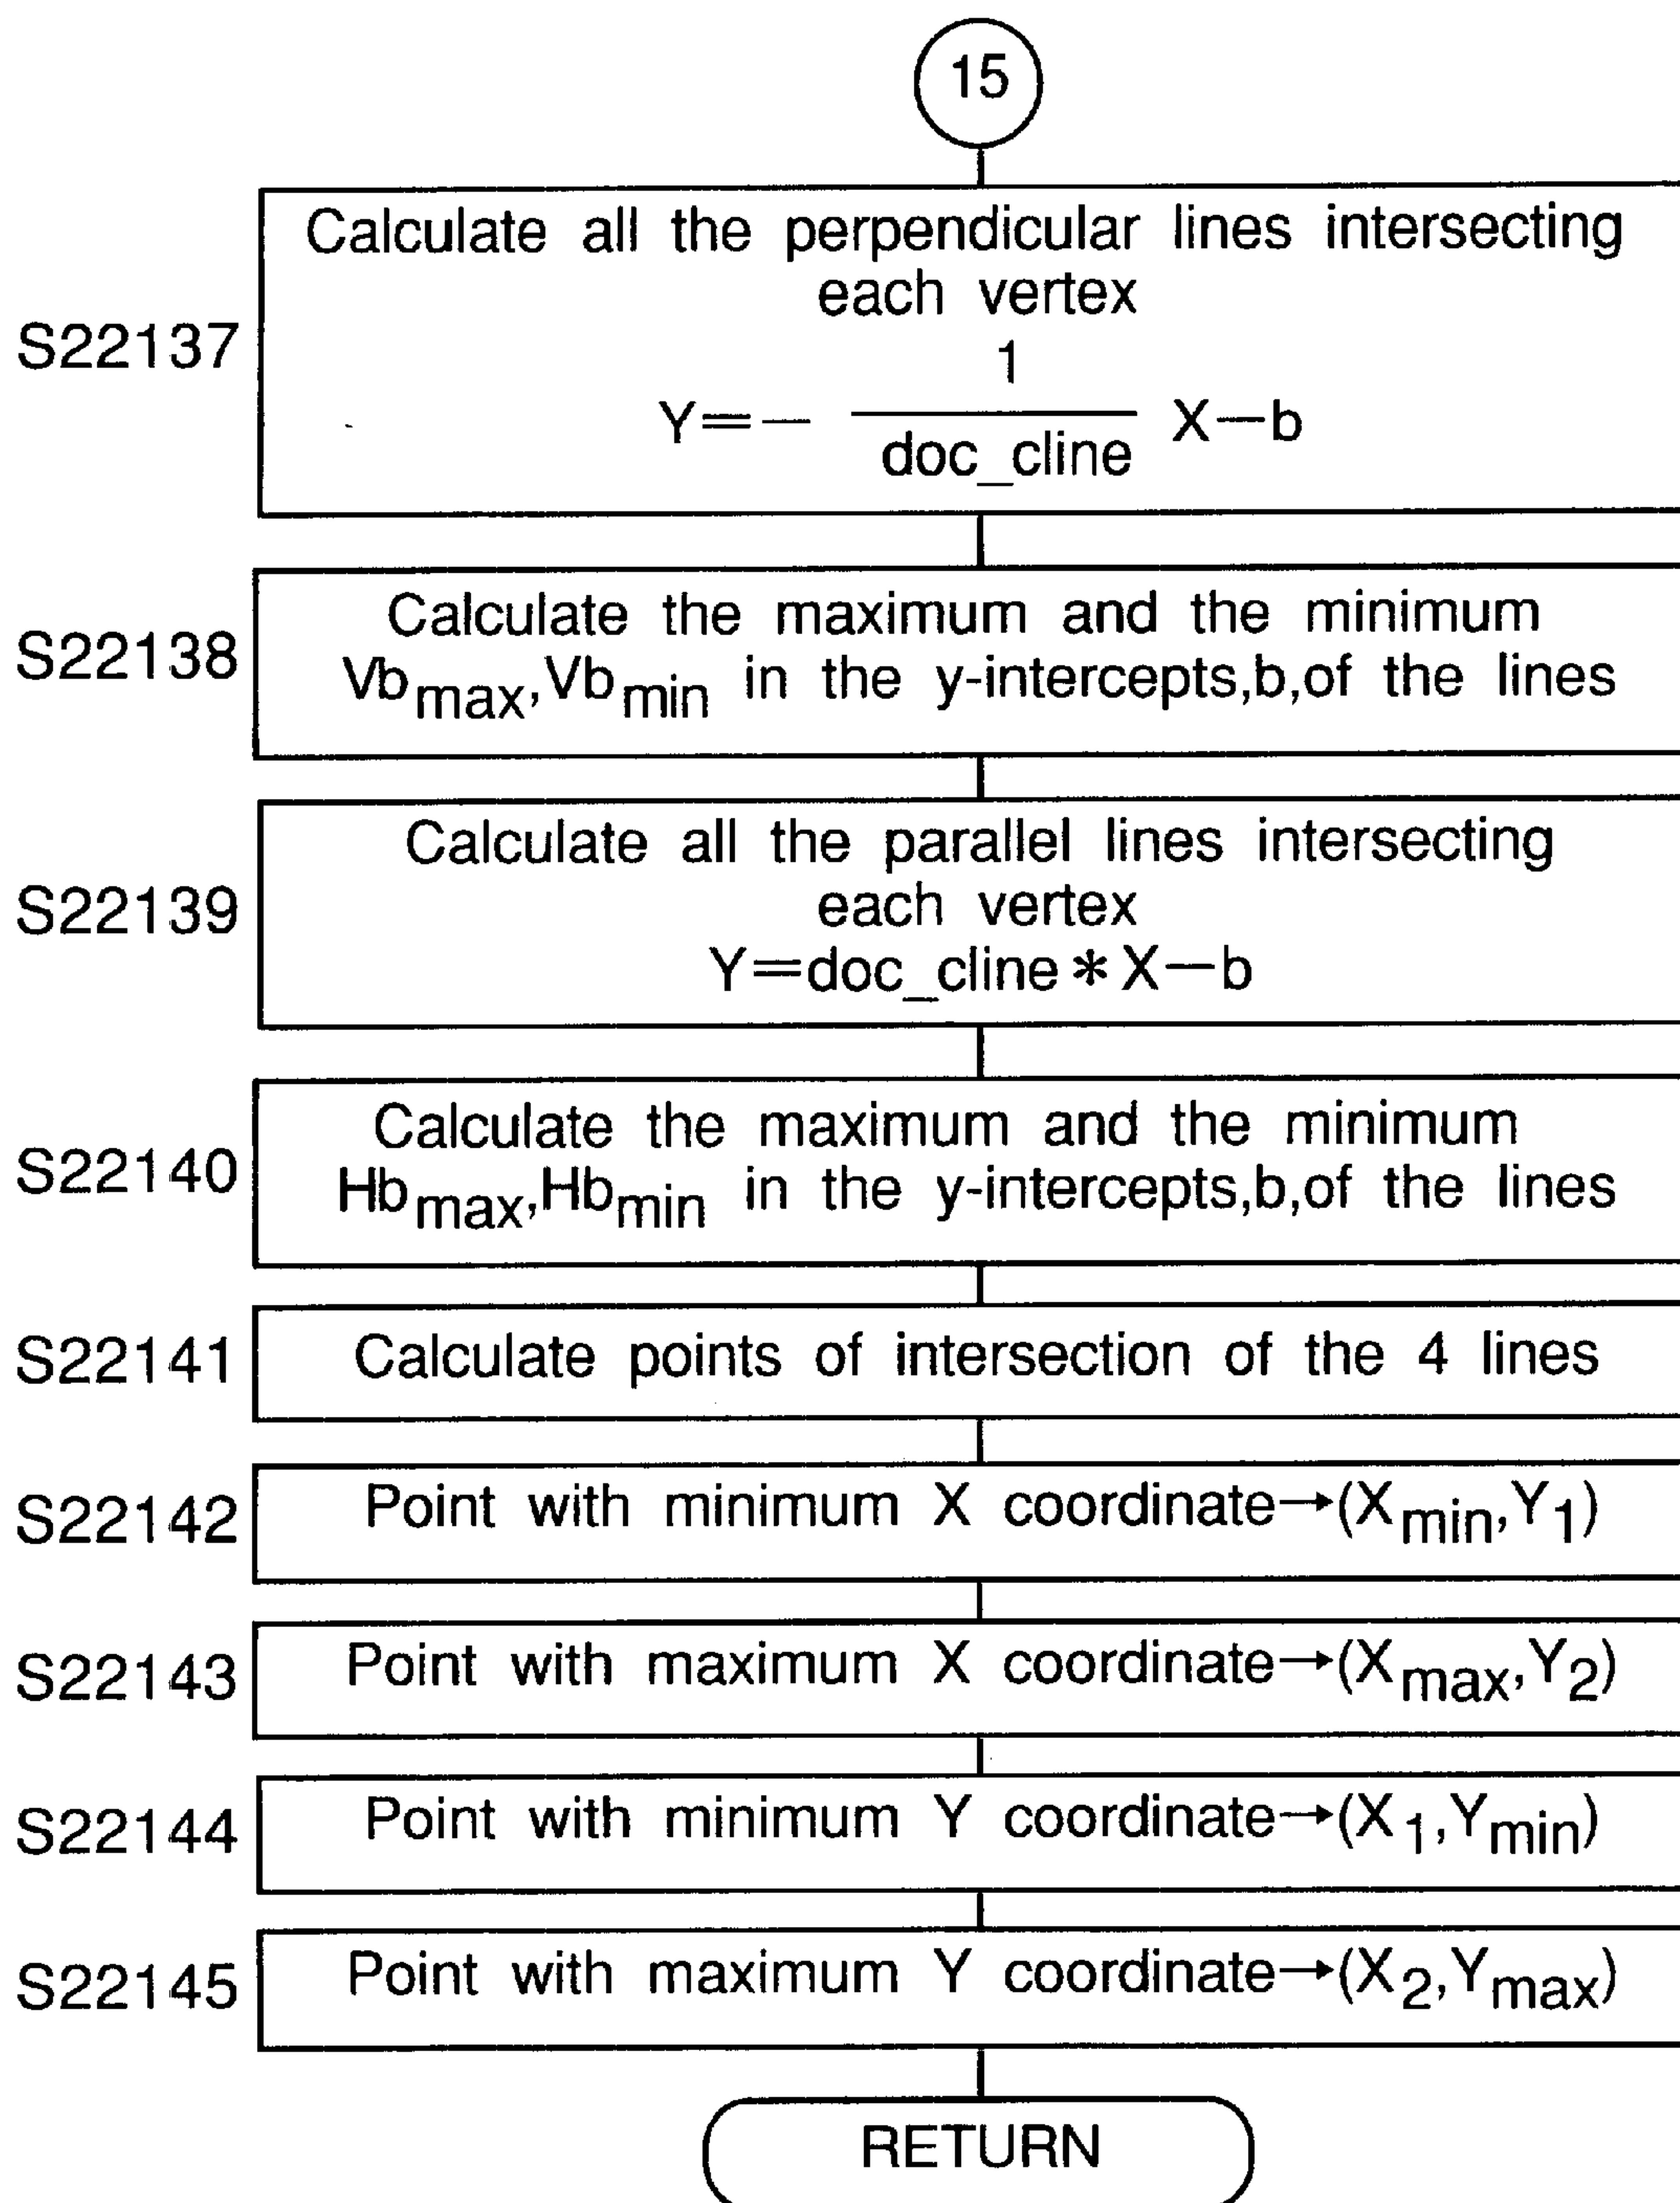 15
Calculate all the perpendicular lines intersecting
each vertex
S22137
1
Y=— ― X—b
doc_cline
Calculate the maximum and the minimum
S22138
Vbmax,Vbmin in the y-intercepts,b,of the lines
Calculate all the parallel lines intersecting
S22139
each vertex
Y=doc_cline*X—b
Calculate the maximum and the minimum
S22140
Hbmax,Hbmin in the y-intercepts,b,of the lines
S22141 Calculate points of intersection of the 4 lines
S22142 Point with minimum X coordinate→(Xmin,Y1)
S22143 Point with maximum X coordinate→(Xmax,Y2)
S22144 Point with minimum Y coordinate→(X1,Ymin)
S22145 Point with maximum Y coordinate→(X2,Ymax)
RETURN